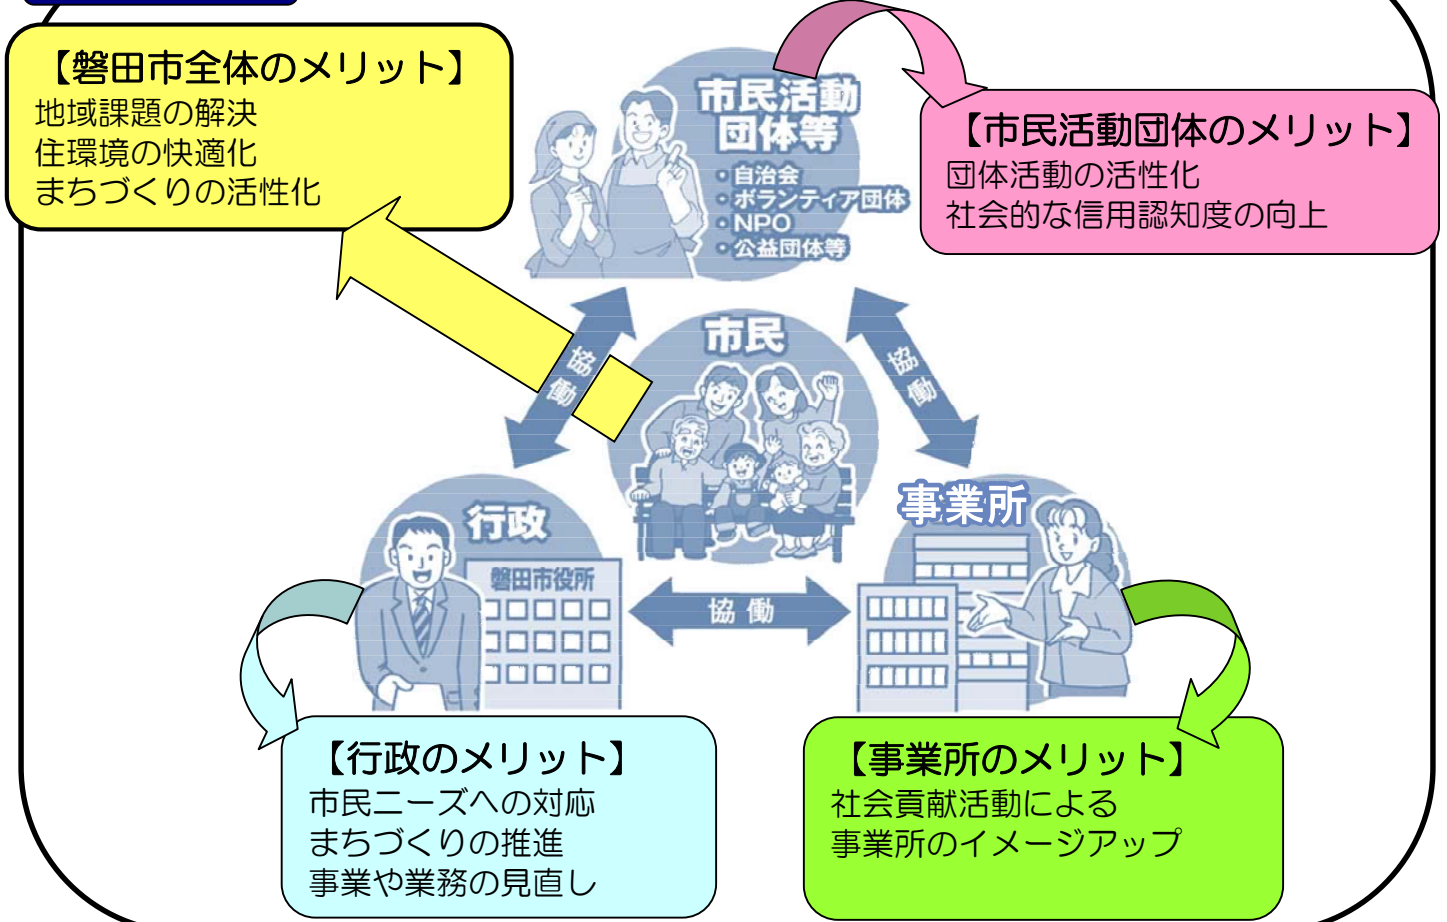 【磐田市全体のメリット】
地域課題の解決
住環境の快適化
まちづくりの活性化
市民活動
団体等
・自治会
・ボランティア団体
・NPO
・公益団体等
【市民活動団体のメリット】
団体活動の活性化
社会的な信用認知度の向上
協働
市民
協働
行政
磐田市役所
協働
事業所
【行政のメリット】
市民ニーズへの対応
まちづくりの推進
事業や業務の見直し
【事業所のメリット】
社会貢献活動による
事業所のイメージアップ